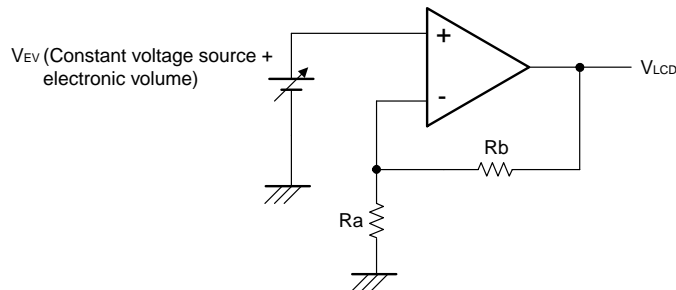 VEV (Constant voltage source +
electronic volume)
+
-
VLCD
Rb
Ra